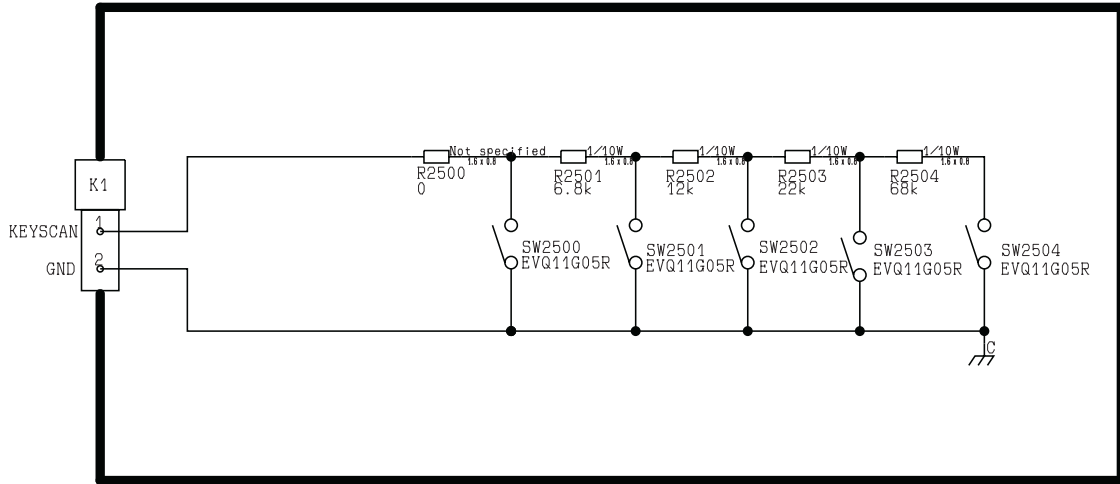 Not specified
1.6 x 0.8
1/10W
1.6 x 0.8
1/10W
1.6 x 0.8
1/10W
1.6 x 0.8
1/10W
1.6 x 0.8
R2500
0
R2501
6.8k
R2502
12k
R2503
22k
R2504
68k
K1
1
KEYSCAN
2
GND
SW2500
EVQ11G05R
SW2501
EVQ11G05R
SW2502
EVQ11G05R
SW2503
EVQ11G05R
SW2504
EVQ11G05R
C